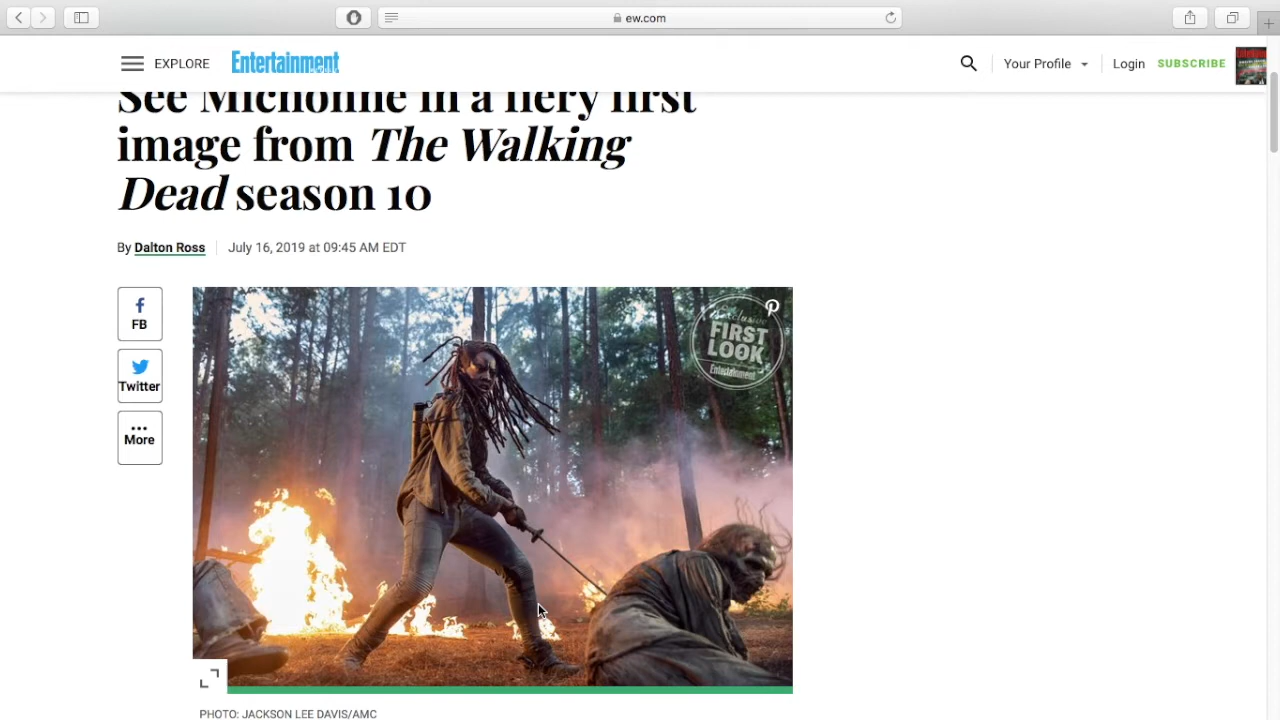 ew.com
EXPLORE
Entertainment
Your Profile
Login
SUBSCRIBE
See Michonne in a fiery first
image from The Walking
Dead season 10
By Dalton Ross
July 16, 2019 at 09:45 AM EDT
FB
Twitter
More
Exclusive
FIRST
LOOK
Entertainment
PHOTO: JACKSON LEE DAVIS/AMC